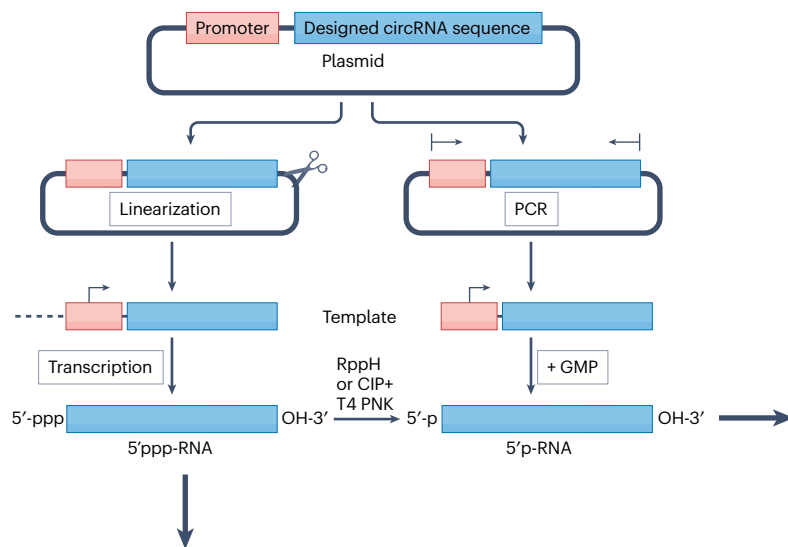 Promoter
Designed circRNA sequence
Plasmid
Linearization
PCR
Template
Transcription
RppH
or CIP+
T4 PNK
+ GMP
5′-ppp
OH-3′
5′-p
OH-3′
5′ppp-RNA
5′p-RNA